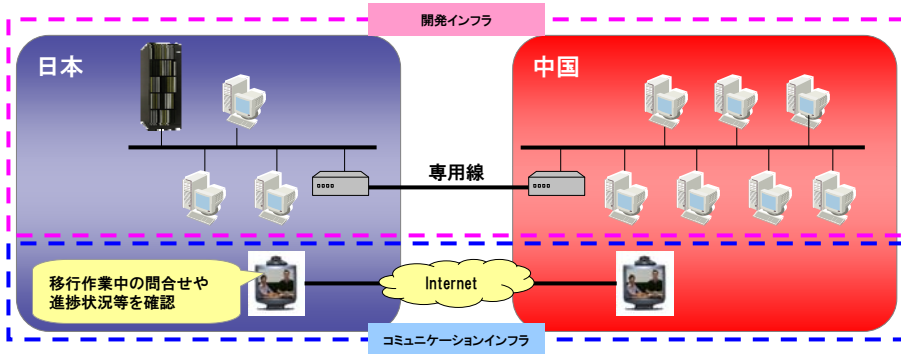 開発インフラ
日本
中国
専用線
移行作業中の問合せや
進捗状況等を確認
Internet
コミュニケーションインフラ